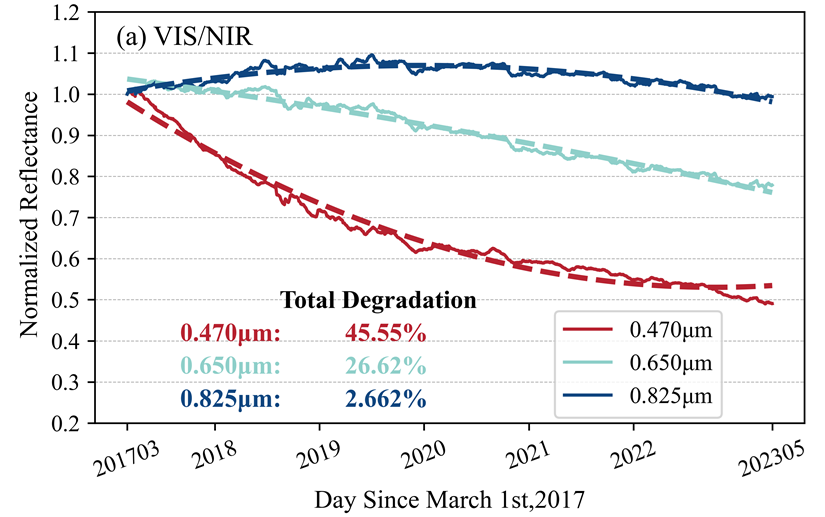 (a) VIS/NIR
1.2
1.1
1.0
0.9
0.8
0.7
0.6
0.5
0.4
0.3
0.2
Normalized Reflectance
Total Degradation
0.470μm: 45.55%
0.650μm: 26.62%
0.825μm: 2.662%
0.470μm
0.650μm
0.825μm
201703 2018 2019 2020 2021 2022 202305
Day Since March 1st,2017